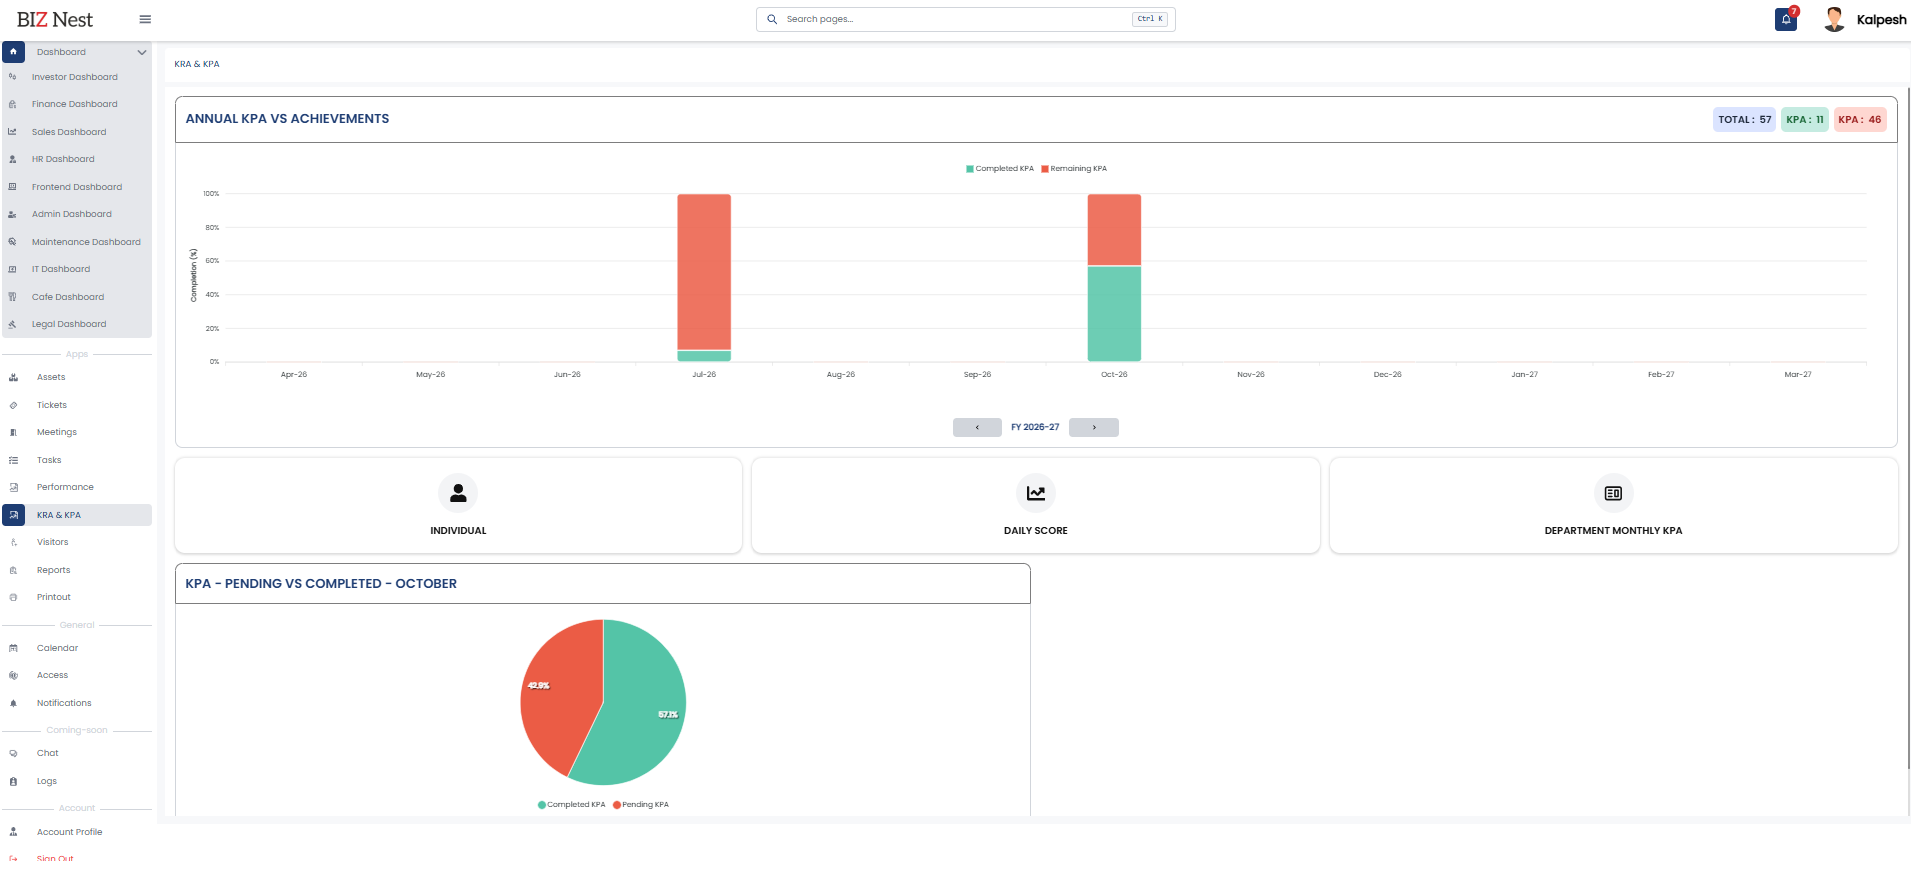 BIZ Nest
Search pages...
Ctrl K
7
Kalpesh
Dashboard
Investor Dashboard
Finance Dashboard
Sales Dashboard
HR Dashboard
Frontend Dashboard
Admin Dashboard
Maintenance Dashboard
IT Dashboard
Cafe Dashboard
Legal Dashboard
Apps
Assets
Tickets
Meetings
Tasks
Performance
KRA & KPA
Visitors
Reports
Printout
General
Calendar
Access
Notifications
Coming-soon
Chat
Logs
Account
Account Profile
Sign Out
KRA & KPA
ANNUAL KPA VS ACHIEVEMENTS
TOTAL : 57
KPA : 11
KPA : 46
Completed KPA
Remaining KPA
Completion (%)
100%
80%
60%
40%
20%
0%
Apr-26
May-26
Jun-26
Jul-26
Aug-26
Sep-26
Oct-26
Nov-26
Dec-26
Jan-27
Feb-27
Mar-27
FY 2026-27
INDIVIDUAL
DAILY SCORE
DEPARTMENT MONTHLY KPA
KPA - PENDING VS COMPLETED - OCTOBER
42.9%
57.1%
Completed KPA
Pending KPA